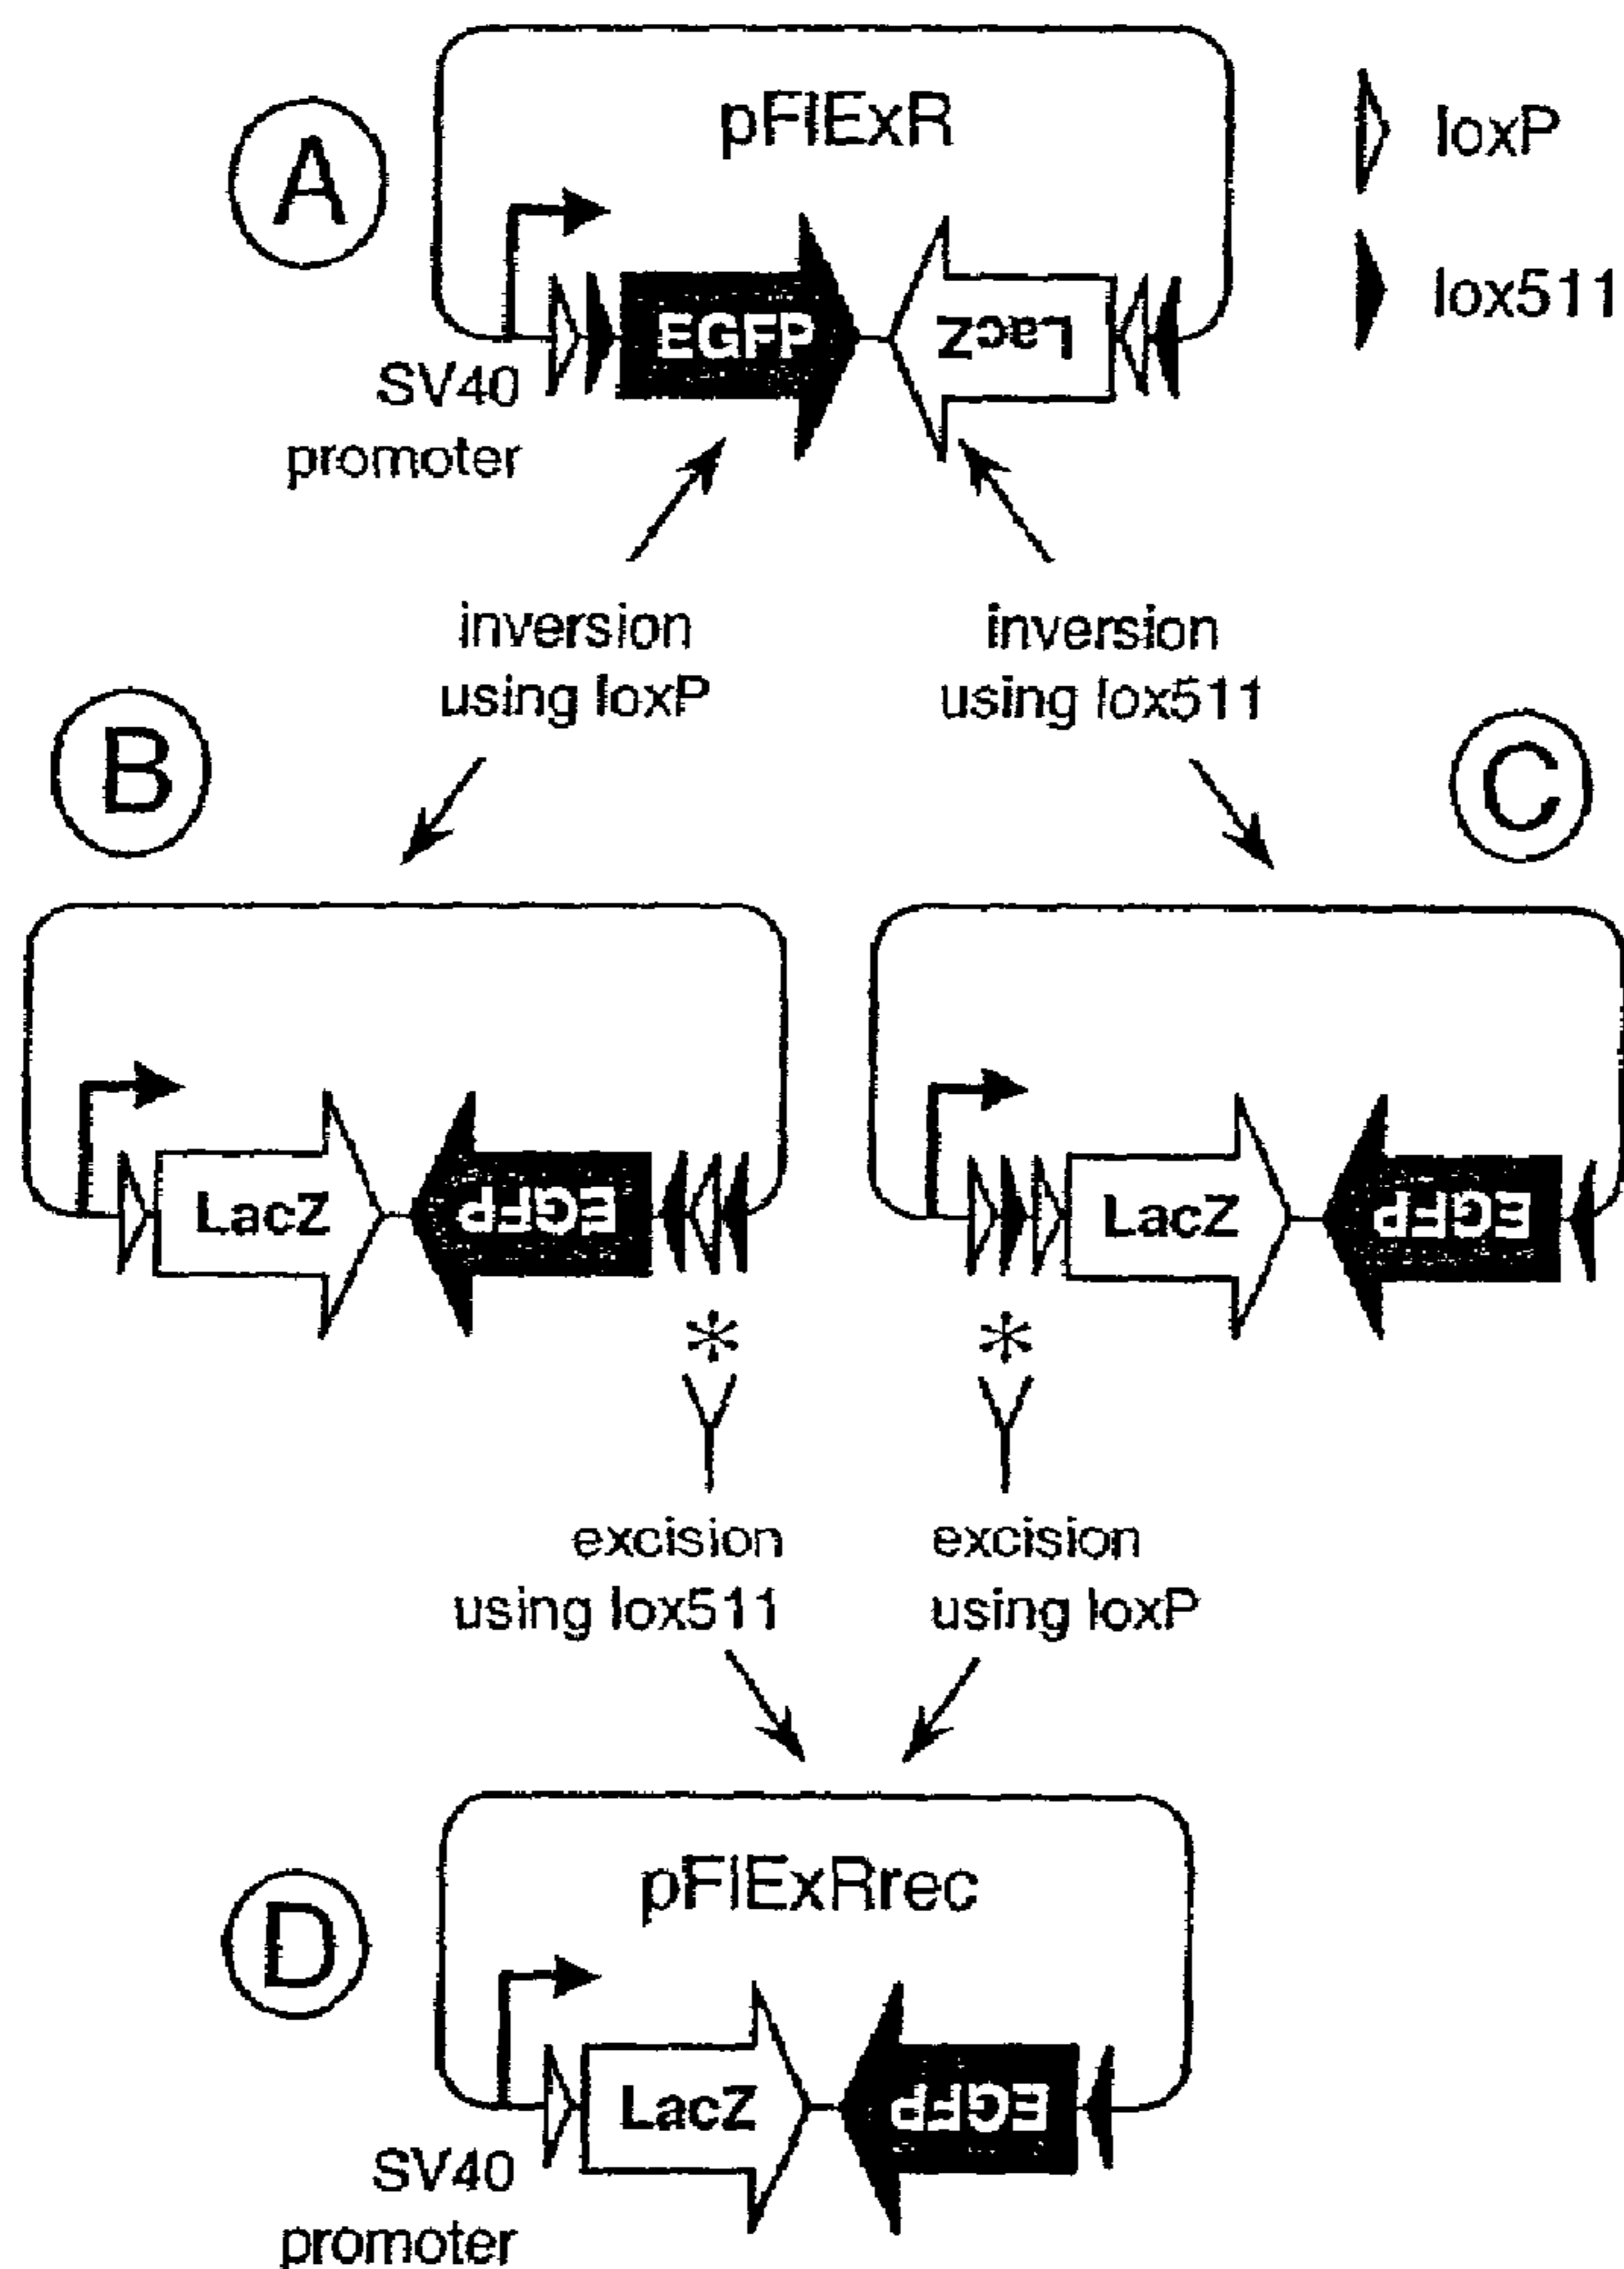 A
pFlExR
loxP
lox511
EGFP
LacZ
SV40
promoter
inversion
using loxP
inversion
using lox511
B
C
LacZ
EGFP
LacZ
EGFP
*
*
excision
using lox511
excision
using loxP
D
pFlExRrec
LacZ
EGFP
SV40
promoter